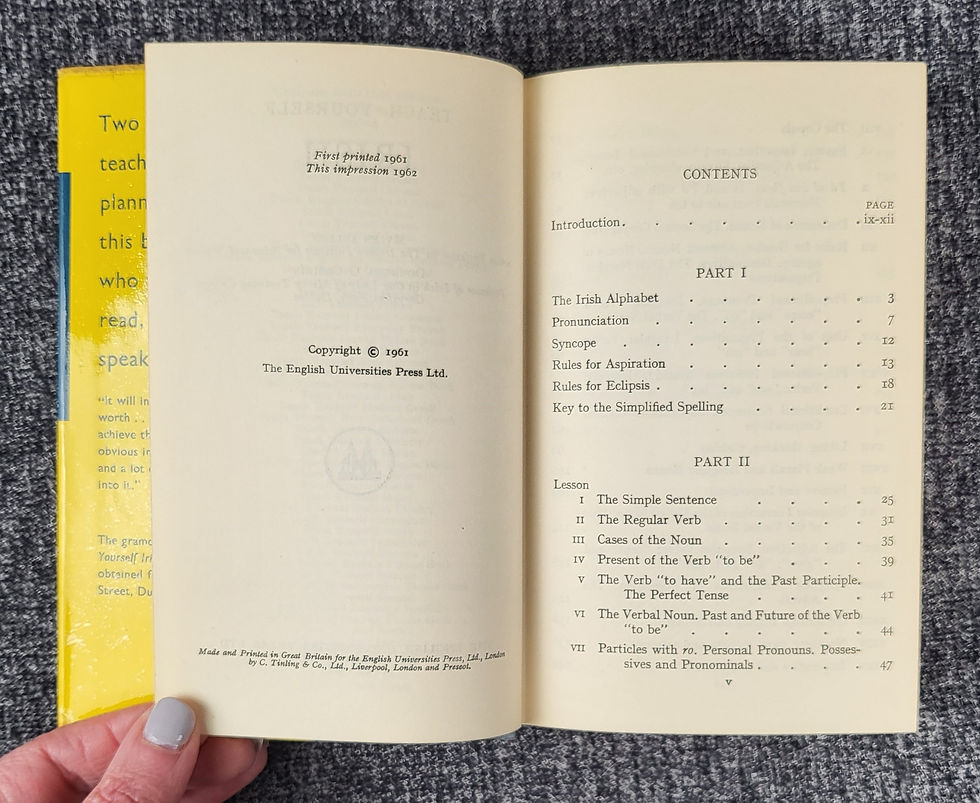 Two
teach
plann
this b
who
read,
speak
"It will in
worth . .
achieve th
obvious in
and a lot
into it."
The gramo
Yourself Iri
obtained f
Street, Du
First printed 1961
This impression 1962
Copyright © 1961
The English Universities Press Ltd.
Made and Printed in Great Britain for the English Universities Press, Ltd., London
by C. Tinling & Co., Ltd., Liverpool, London and Prescot.
CONTENTS
PAGE
Introduction . . . . . . . ix-xii
PART I
The Irish Alphabet . . . . . 3
Pronunciation . . . . . . 7
Syncope . . . . . . . 12
Rules for Aspiration . . . . . 13
Rules for Eclipsis . . . . . . 18
Key to the Simplified Spelling . . . . 21
PART II
Lesson
I The Simple Sentence . . . . 25
II The Regular Verb . . . . . 31
III Cases of the Noun . . . . . 35
IV Present of the Verb "to be" . . . 39
V The Verb "to have" and the Past Participle.
The Perfect Tense . . . . 41
VI The Verbal Noun. Past and Future of the Verb
"to be" . . . . . . 44
VII Particles with ro. Personal Pronouns. Posses-
sives and Pronominals . . . . 47
v